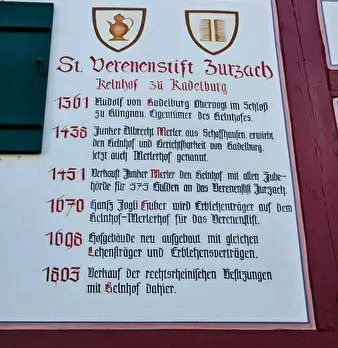 St. Verenenstift Zurzach
Kelnhof zu Kadelburg
1361 Rudolf von Kadelburg Obervogt im Schloß
zu Klingnau. Eigentümer des Kelnhofes.
1438 Junker Albrecht Merler, aus Schaffhausen, erwirbt
den Kelnhof und Gerichtsbarkeit von Kadelburg.
jetzt auch Merlerhof genannt.
1451 Verkauft Junker Merler den Kelnhof mit allen Zube-
hörde für 575 Gulden an das Verenenstift Zurzach.
1670 Hanß Jogli Huber wird Erblehenträger auf dem
Kelnhof-Merlerhof für das Verenenstift.
1698 Hofgebäude neu aufgebaut mit gleichen
Lehensträger und Erblehensverträgen.
1803 Verkauf der rechtsrheinischen Besitzungen
mit Kelnhof dahier.